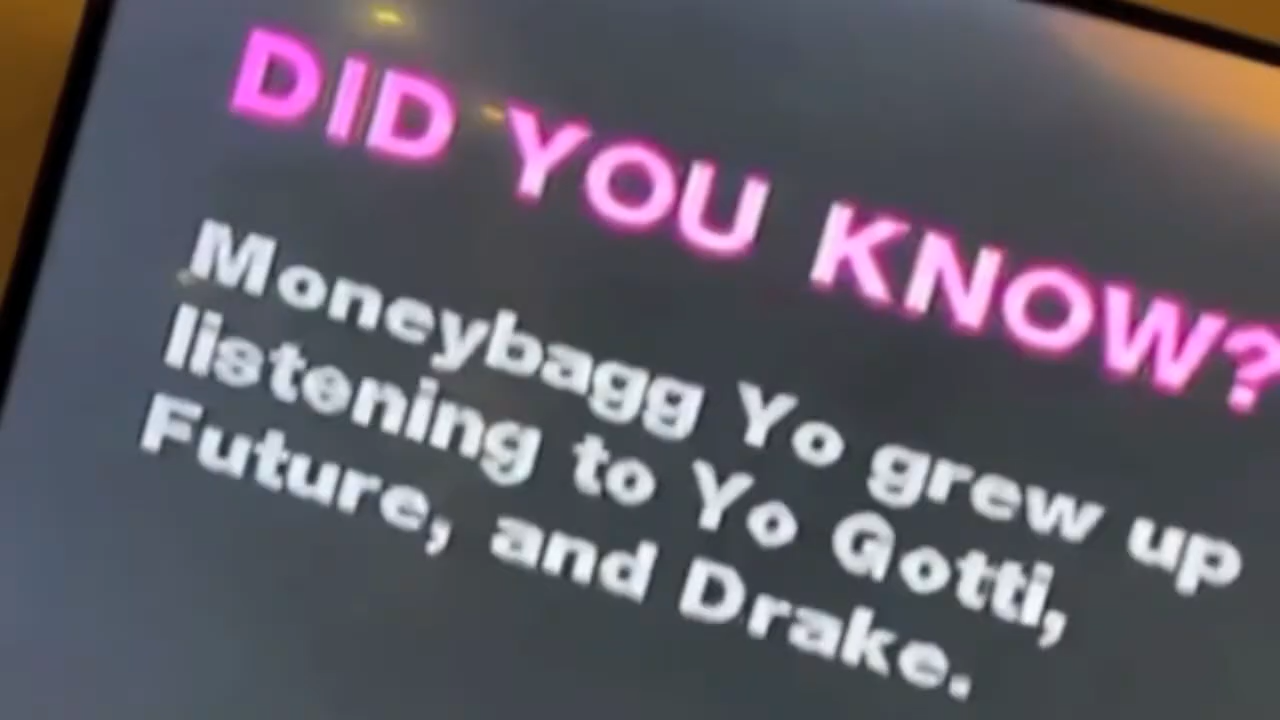 DID YOU KNOW?
Moneybagg Yo grew up
listening to Yo Gotti,
Future, and Drake.